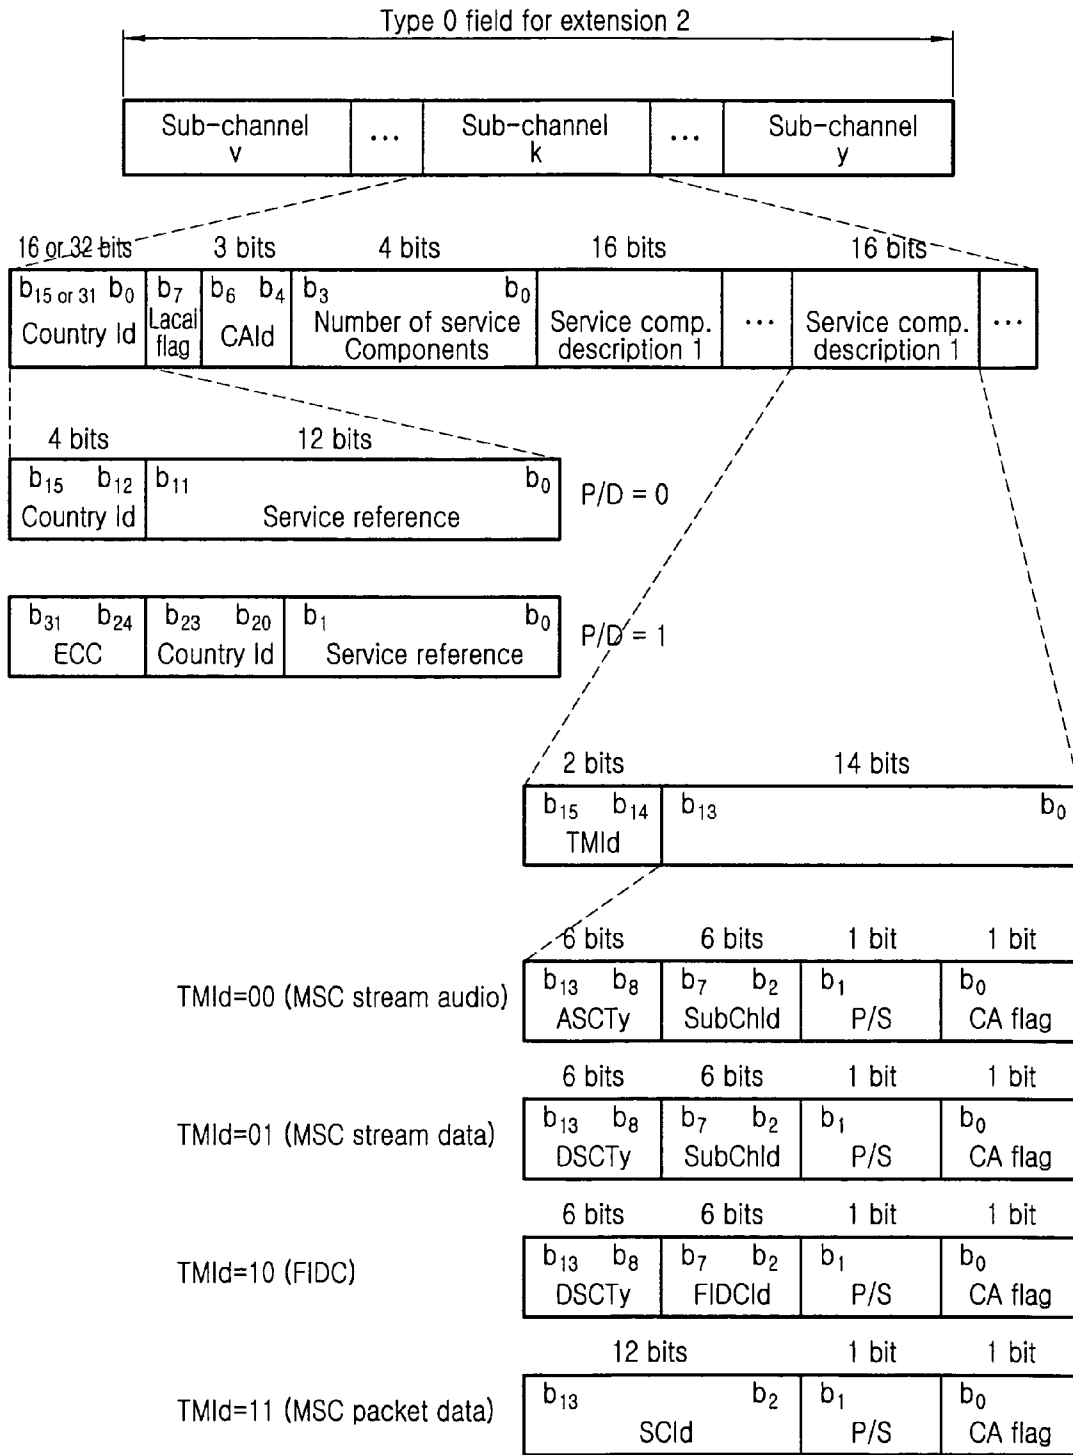 Type 0 field for extension 2
Sub-channel v ... Sub-channel k ... Sub-channel y
16 or 32 bits 3 bits 4 bits 16 bits 16 bits
b15 or 31 b0 b7 b6 b4 b3 b0
Country Id Lacal flag CAId Number of service Components Service comp. description 1 ... Service comp. description 1 ...
4 bits 12 bits
b15 b12 b11 b0
Country Id Service reference P/D = 0
b31 b24 b23 b20 b1 b0
ECC Country Id Service reference P/D = 1
2 bits 14 bits
b15 b14 b13 b0
TMId
6 bits 6 bits 1 bit 1 bit
TMId=00 (MSC stream audio) b13 b8 b7 b2 b1 b0
ASCTy SubChId P/S CA flag
6 bits 6 bits 1 bit 1 bit
TMId=01 (MSC stream data) b13 b8 b7 b2 b1 b0
DSCTy SubChId P/S CA flag
6 bits 6 bits 1 bit 1 bit
TMId=10 (FIDC) b13 b8 b7 b2 b1 b0
DSCTy FIDCId P/S CA flag
12 bits 1 bit 1 bit
TMId=11 (MSC packet data) b13 b2 b1 b0
SCId P/S CA flag